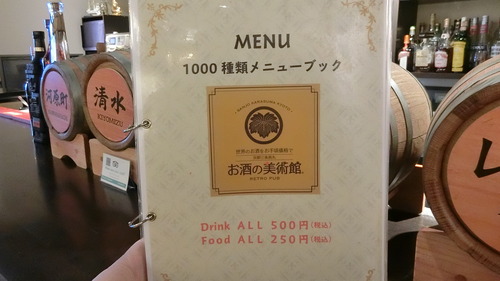 MENU
1000種類メニューブック
お酒の美術館
Drink ALL 500円(税込)
Food ALL 250円(税込)
河原町
清水
KIYOMIZU